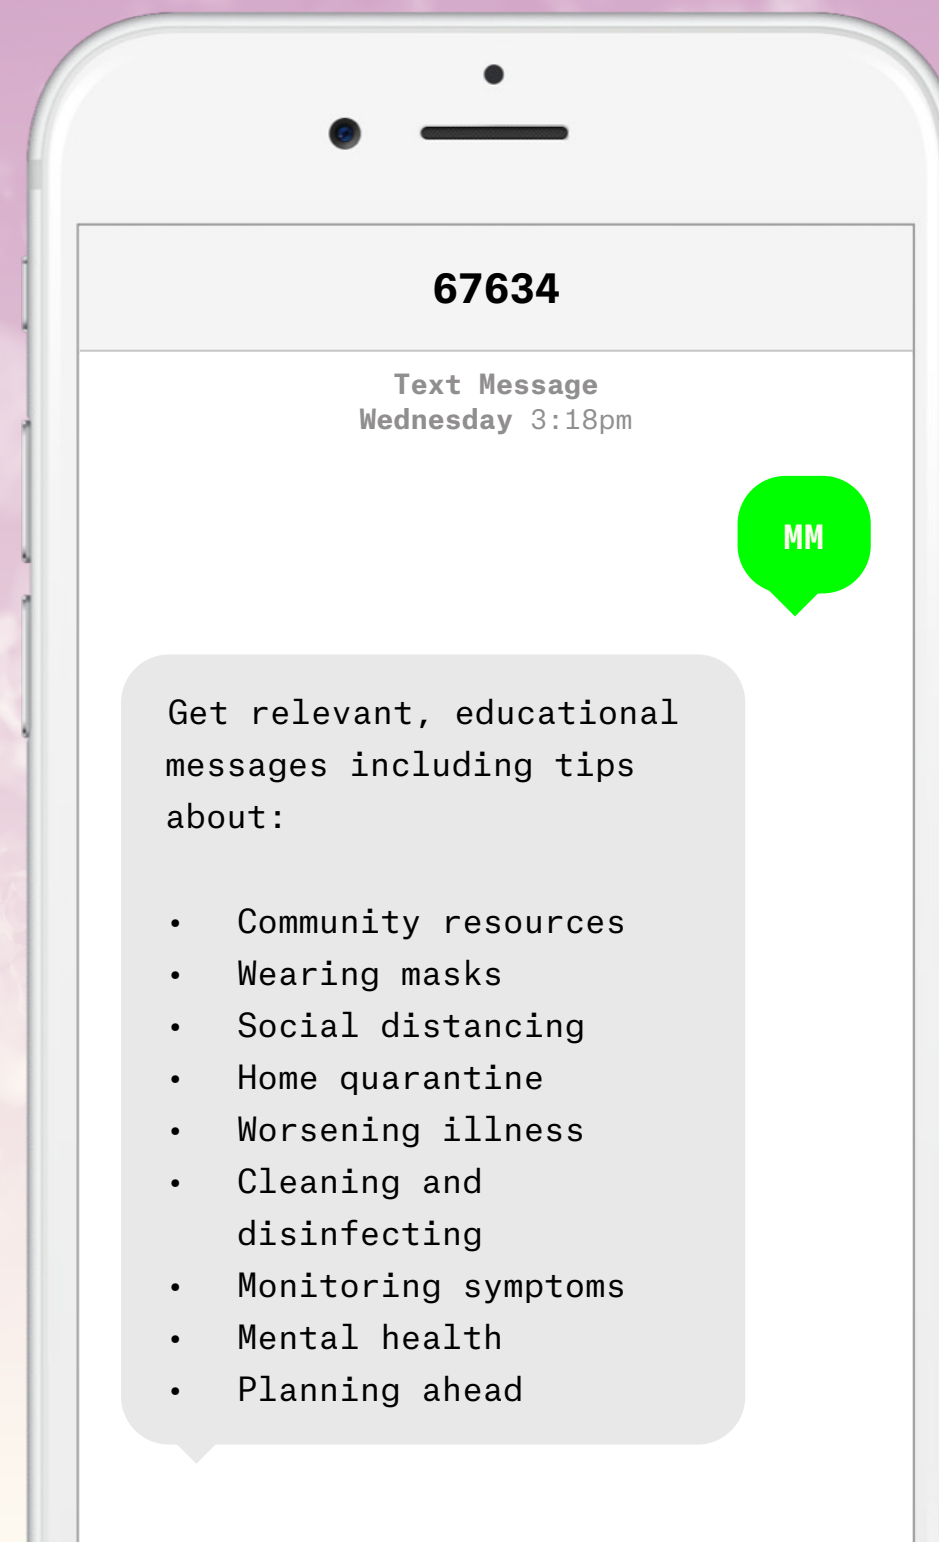 67634
Text Message
Wednesday 3:18pm
MM
Get relevant, educational
messages including tips
about:
• Community resources
• Wearing masks
• Social distancing
• Home quarantine
• Worsening illness
• Cleaning and
disinfecting
• Monitoring symptoms
• Mental health
• Planning ahead